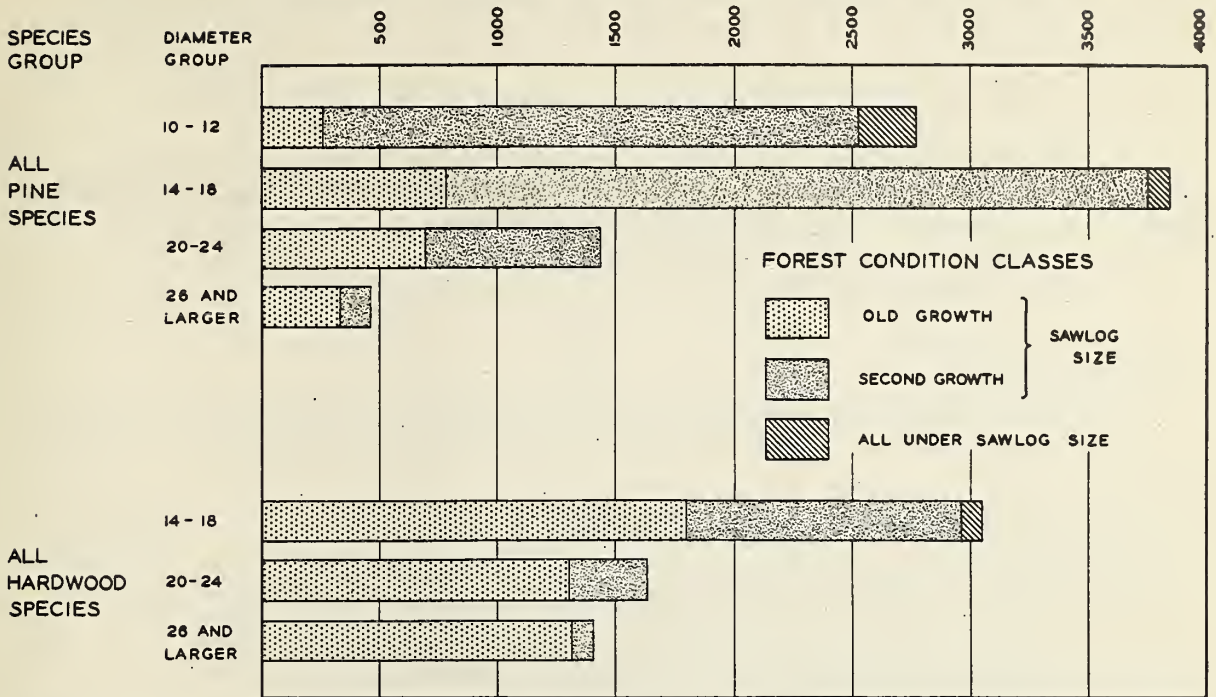 500 1000 1500 2000 2500 3000 3500 4000
SPECIES GROUP
DIAMETER GROUP
ALL PINE SPECIES
10 - 12
14 - 18
20-24
26 AND LARGER
FOREST CONDITION CLASSES
OLD GROWTH
SECOND GROWTH
SAWLOG SIZE
ALL UNDER SAWLOG SIZE
ALL HARDWOOD SPECIES
14 - 18
20-24
26 AND LARGER